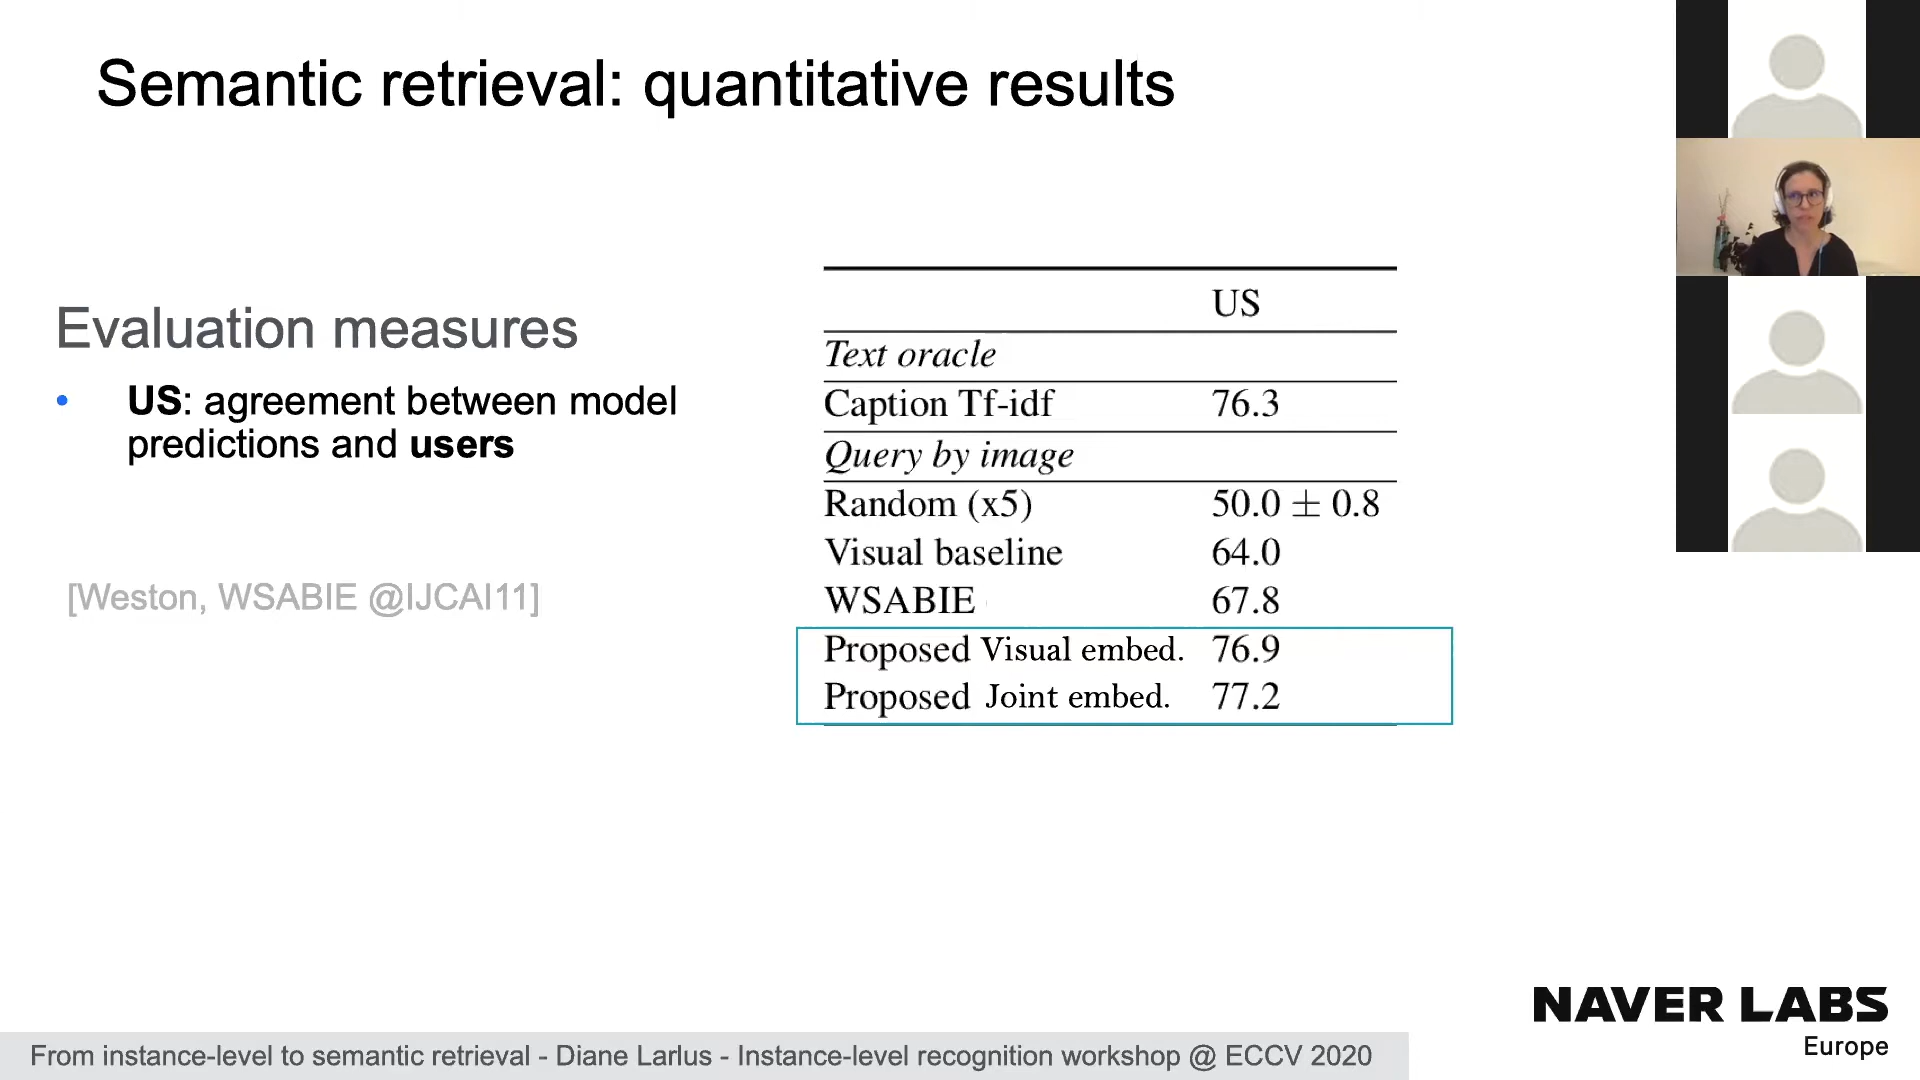 Semantic retrieval: quantitative results
Evaluation measures
• US: agreement between model
predictions and users
[Weston, WSABIE @IJCAI11]
US
Text oracle
Caption Tf-idf 76.3
Query by image
Random (x5) 50.0 ± 0.8
Visual baseline 64.0
WSABIE 67.8
Proposed Visual embed. 76.9
Proposed Joint embed. 77.2
NAVER LABS
Europe
From instance-level to semantic retrieval - Diane Larlus - Instance-level recognition workshop @ ECCV 2020